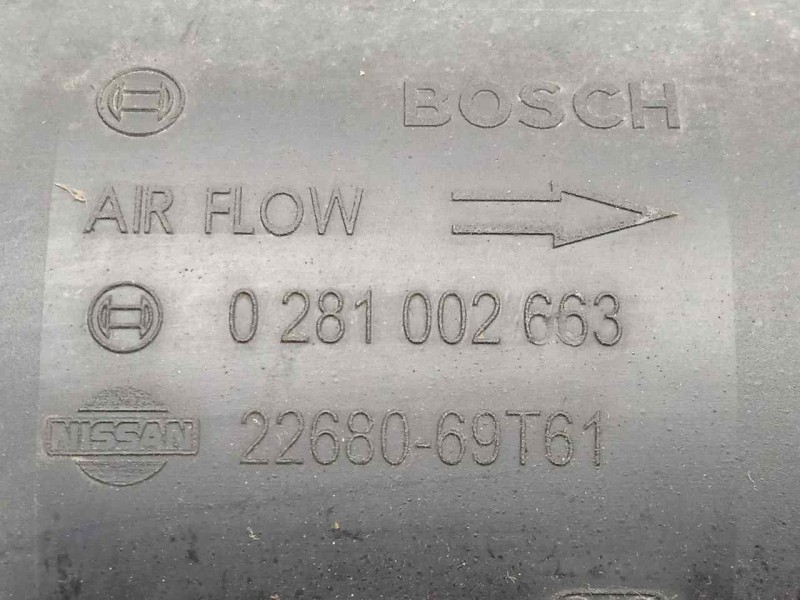 BOSCH
AIR FLOW
0 281 002 663
NISSAN 22680-69T61